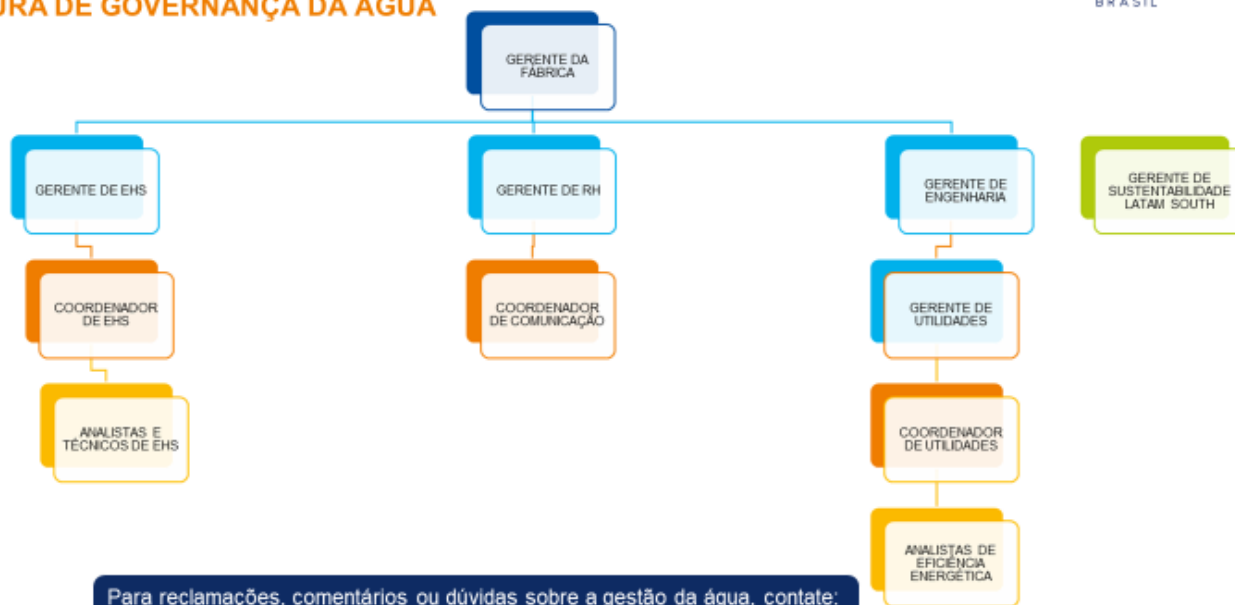 URA DE GOVERNANÇA DA ÁGUA
BRASIL
GERENTE DA
FÁBRICA
GERENTE DE EHS
GERENTE DE RH
GERENTE DE
ENGENHARIA
GERENTE DE
SUSTENTABILIDADE
LATAM SOUTH
COORDENADOR
DE EHS
COORDENADOR
DE COMUNICAÇÃO
GERENTE DE
UTILIDADES
ANALISTAS E
TÉCNICOS DE EHS
COORDENADOR
DE UTILIDADES
ANALISTAS DE
EFICIÊNCIA
ENERGÉTICA
Para reclamações, comentários ou dúvidas sobre a gestão da água, contate: